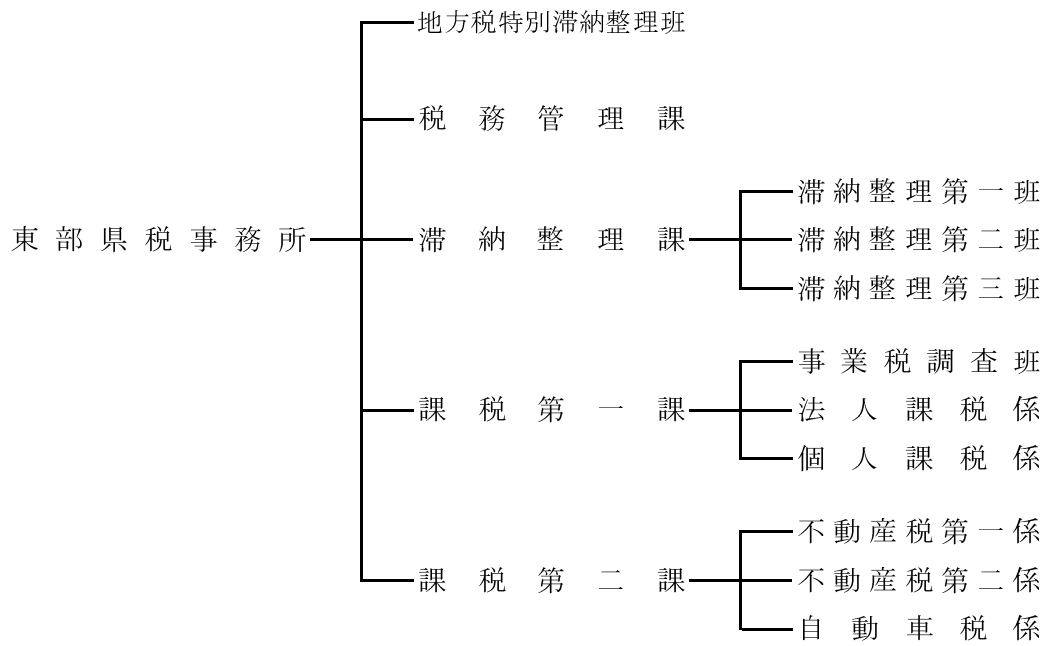 地方税特別滞納整理班
税務管理課
滞納整理第一班
東部県税事務所 滞納整理課 滞納整理第二班
滞納整理第三班
事業税調査班
課税第一課 法人課税係
個人課税係
不動産税第一係
課税第二課 不動産税第二係
自動車税係